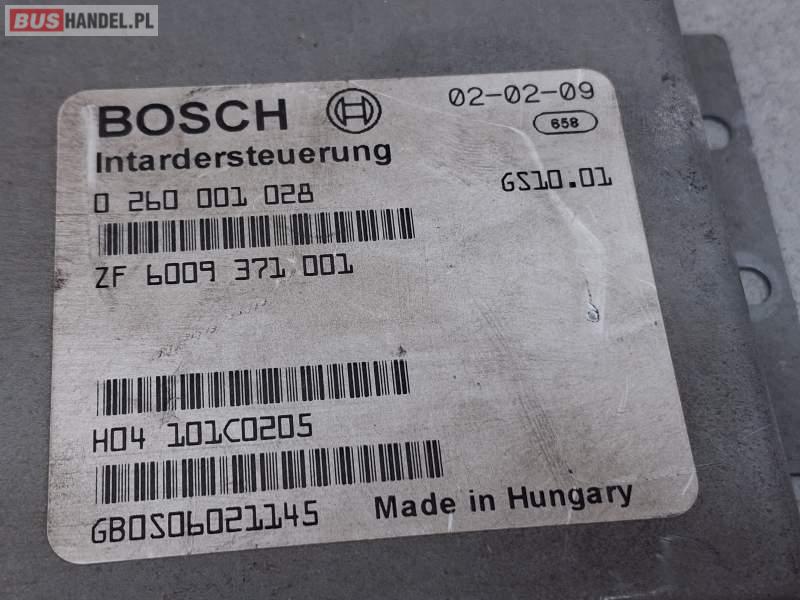 BUSHANDEL.PL
BOSCH
02-02-09
658
Intardersteuerung
0 260 001 028
GS10.01
ZF 6009 371 001
H04 101C0205
GB0S06021145
Made in Hungary